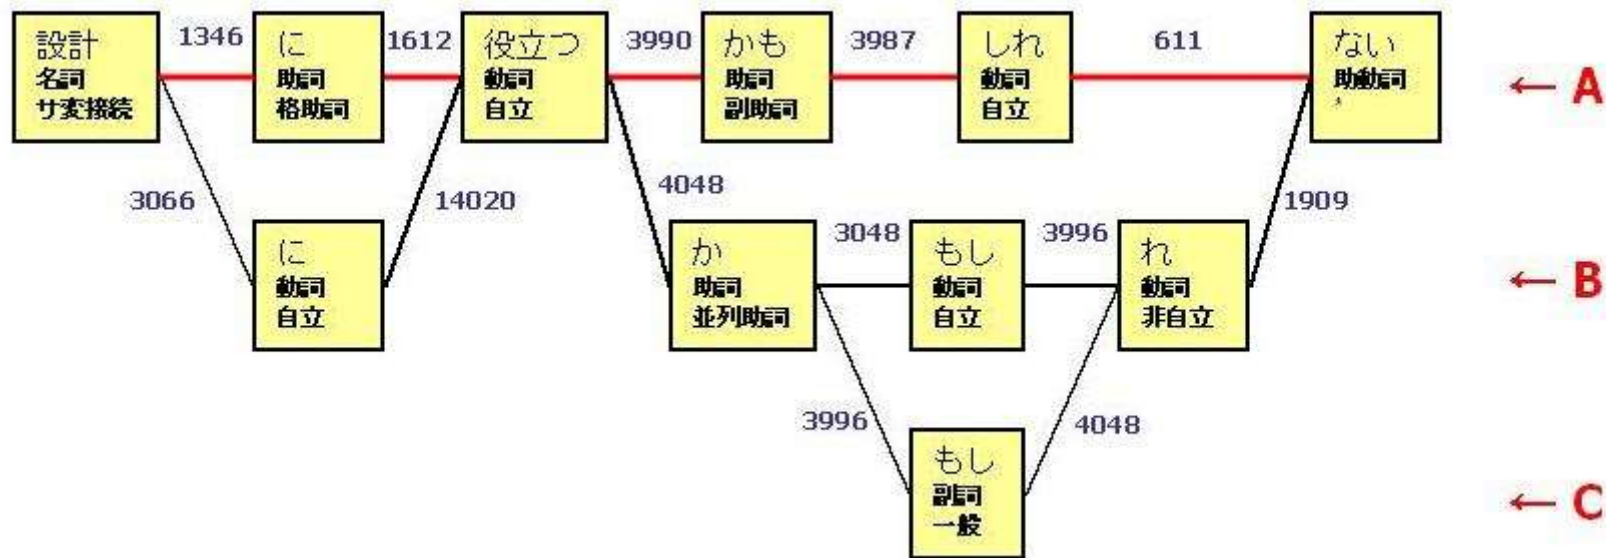 設計
名詞
サ変接続
1346
に
助詞
格助詞
1612
役立つ
動詞
自立
3990
かも
助詞
副助詞
3987
しれ
動詞
自立
611
ない
助動詞
*
← A
3066
に
動詞
自立
14020
4048
か
助詞
並列助詞
3048
もし
動詞
自立
3996
れ
動詞
非自立
1909
← B
3996
もし
副詞
一般
4048
← C